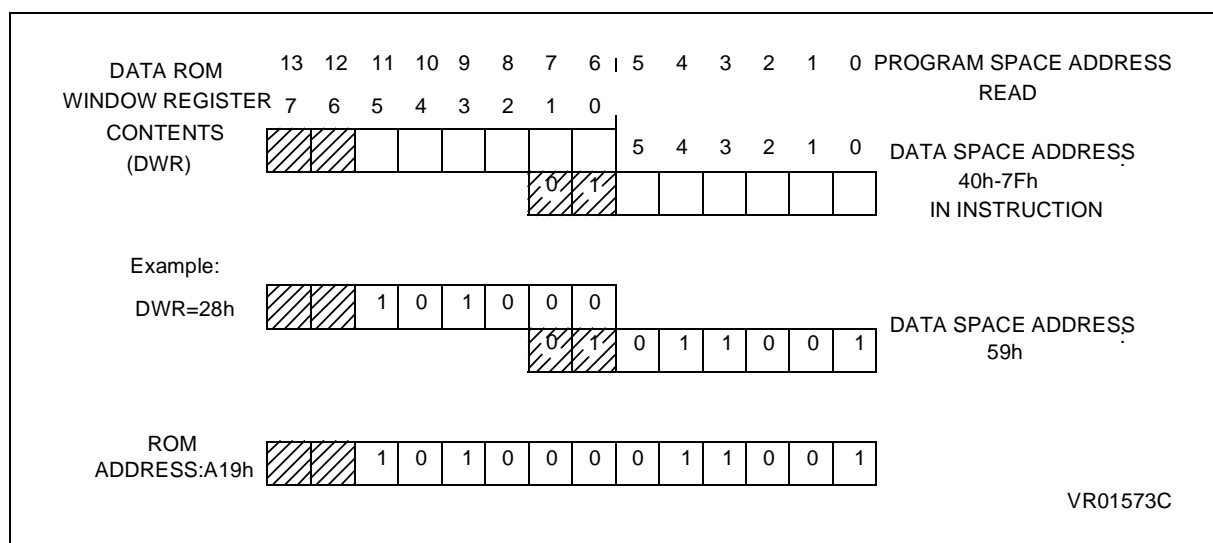 13 12 11 10 9 8 7 6 5 4 3 2 1 0 PROGRAM SPACE ADDRESS
READ
DATA ROM
WINDOW REGISTER 7 6 5 4 3 2 1 0
CONTENTS
(DWR)
5 4 3 2 1 0 DATA SPACE ADDRESS
:
40h-7Fh
0 1
IN INSTRUCTION
Example:
DWR=28h 1 0 1 0 0 0
0 1 0 1 1 0 0 1 DATA SPACE ADDRESS
:
59h
ROM
ADDRESS:A19h 1 0 1 0 0 0 0 1 1 0 0 1
VR01573C